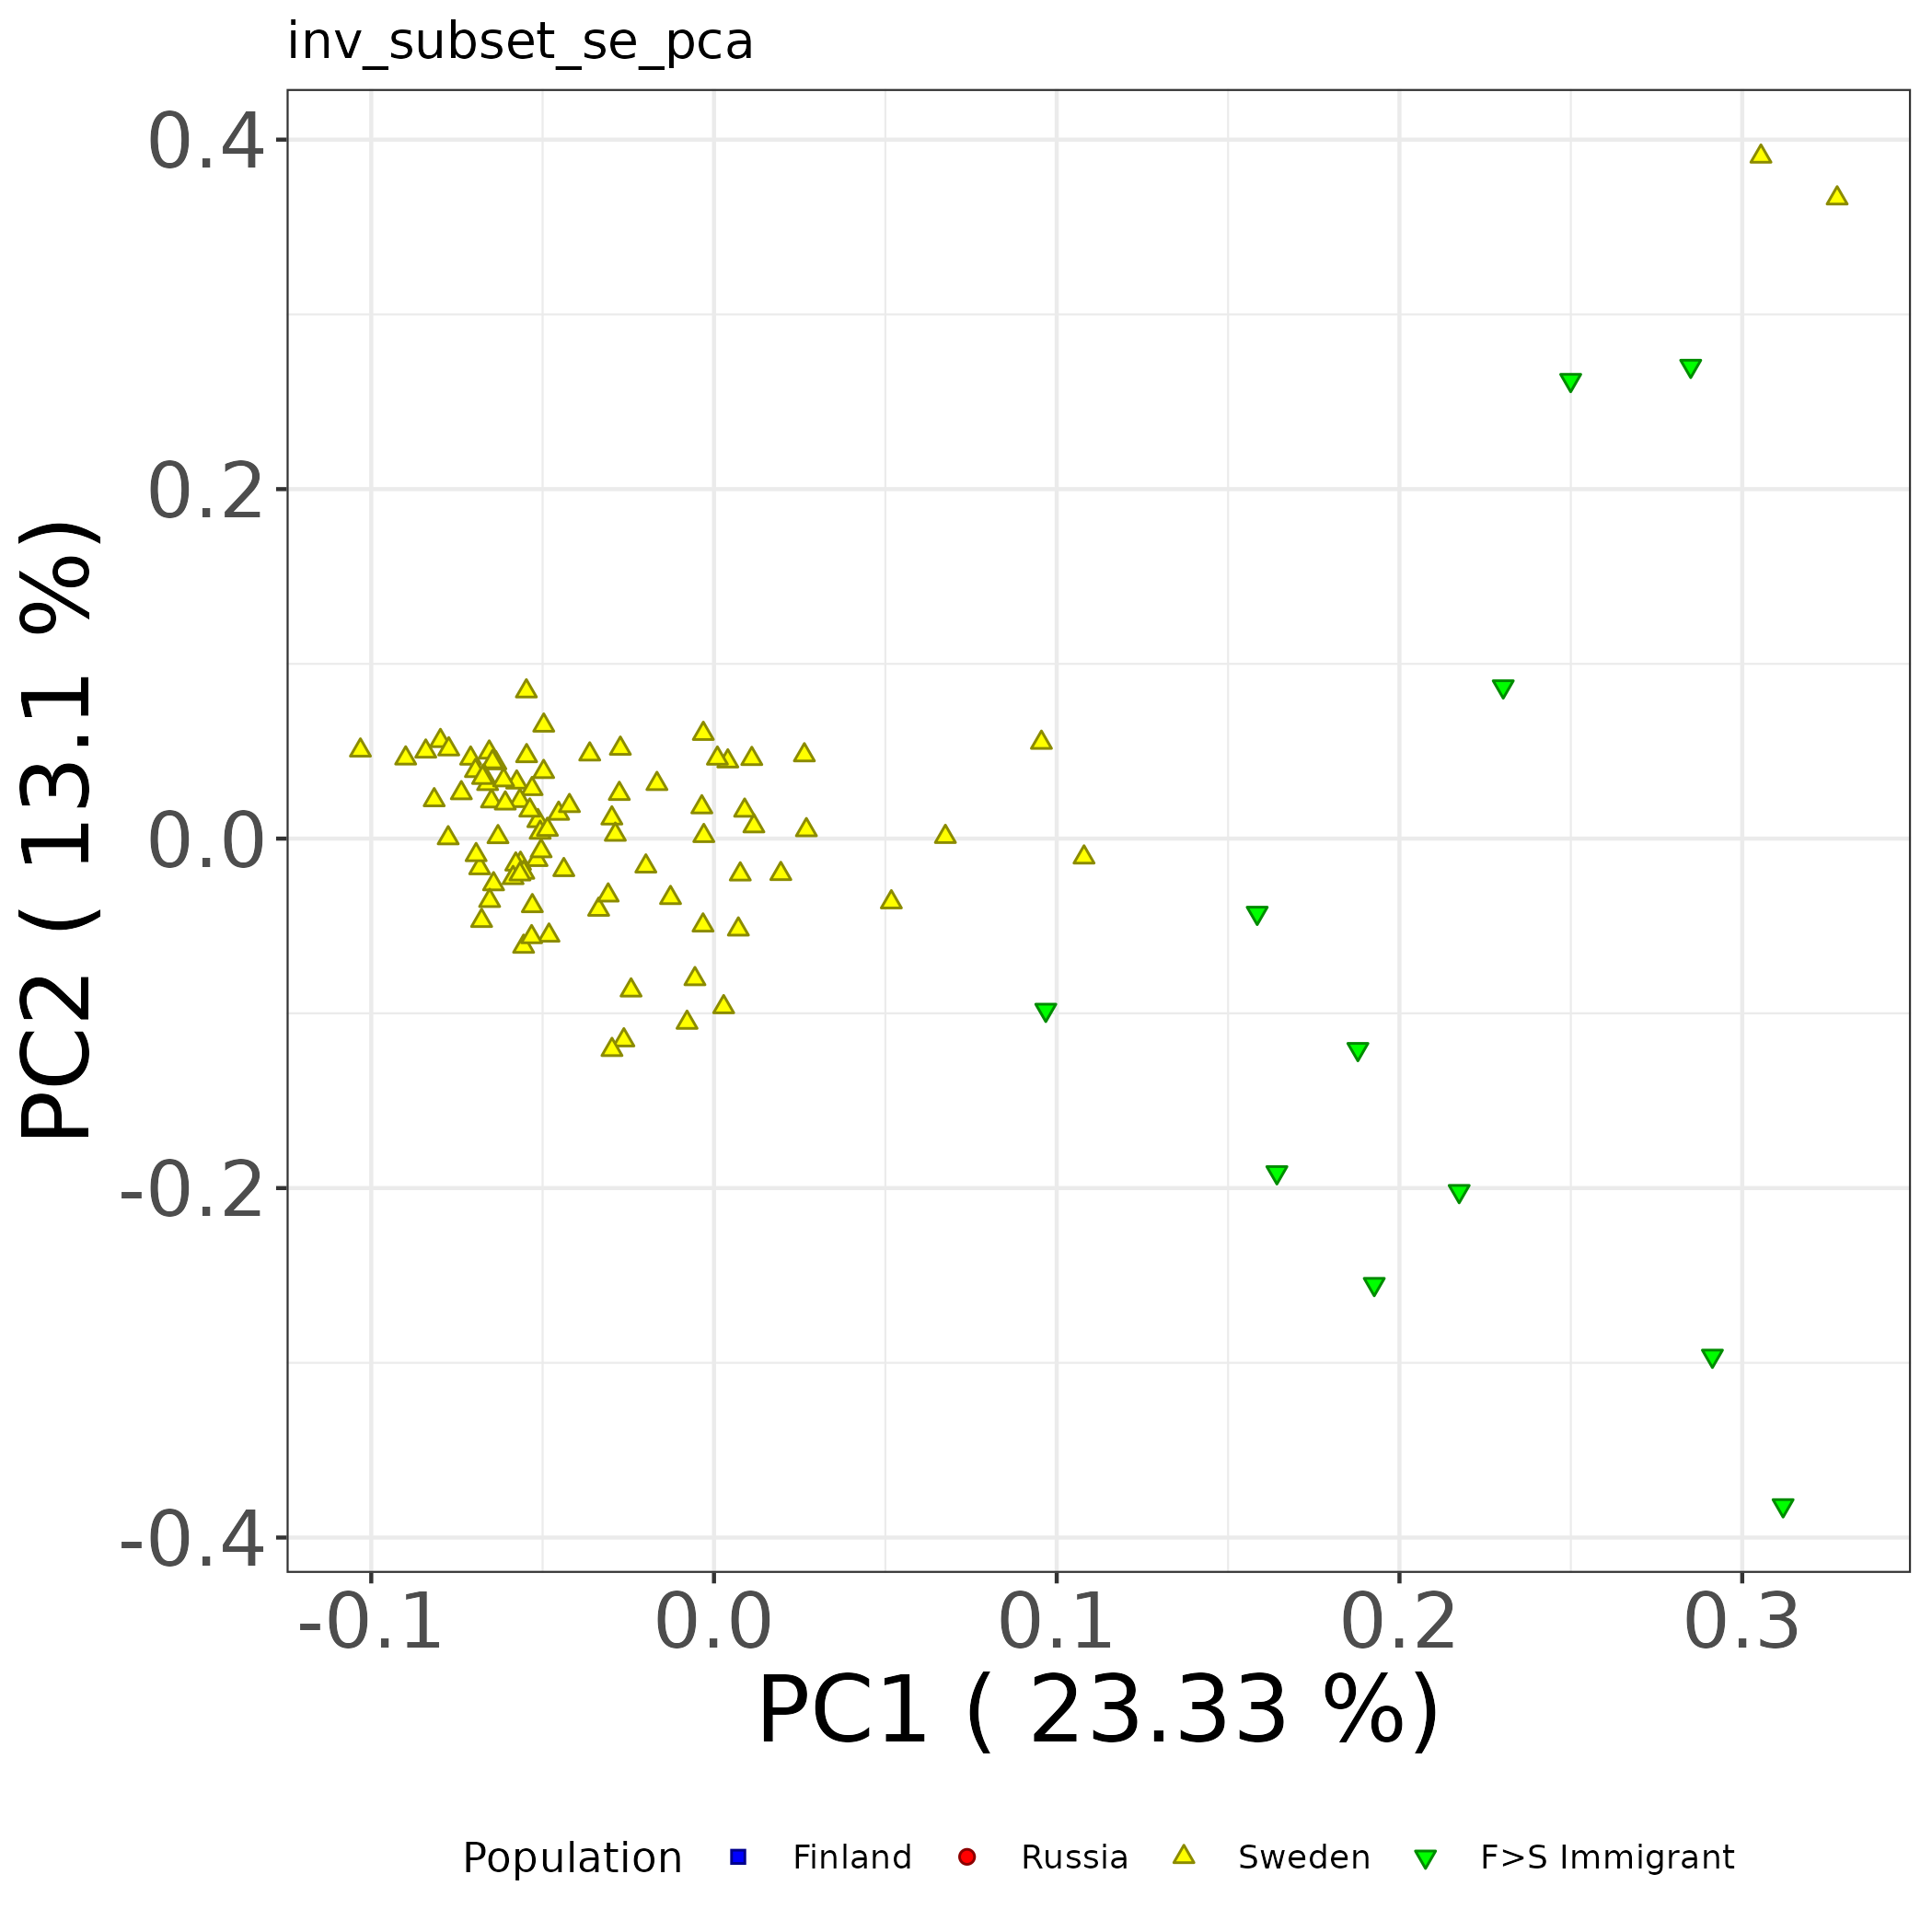 inv_subset_se_pca
0.4
0.2
0.0
-0.2
-0.4
PC2 ( 13.1 %)
-0.1 0.0 0.1 0.2 0.3
PC1 ( 23.33 %)
Population Finland Russia Sweden F>S Immigrant